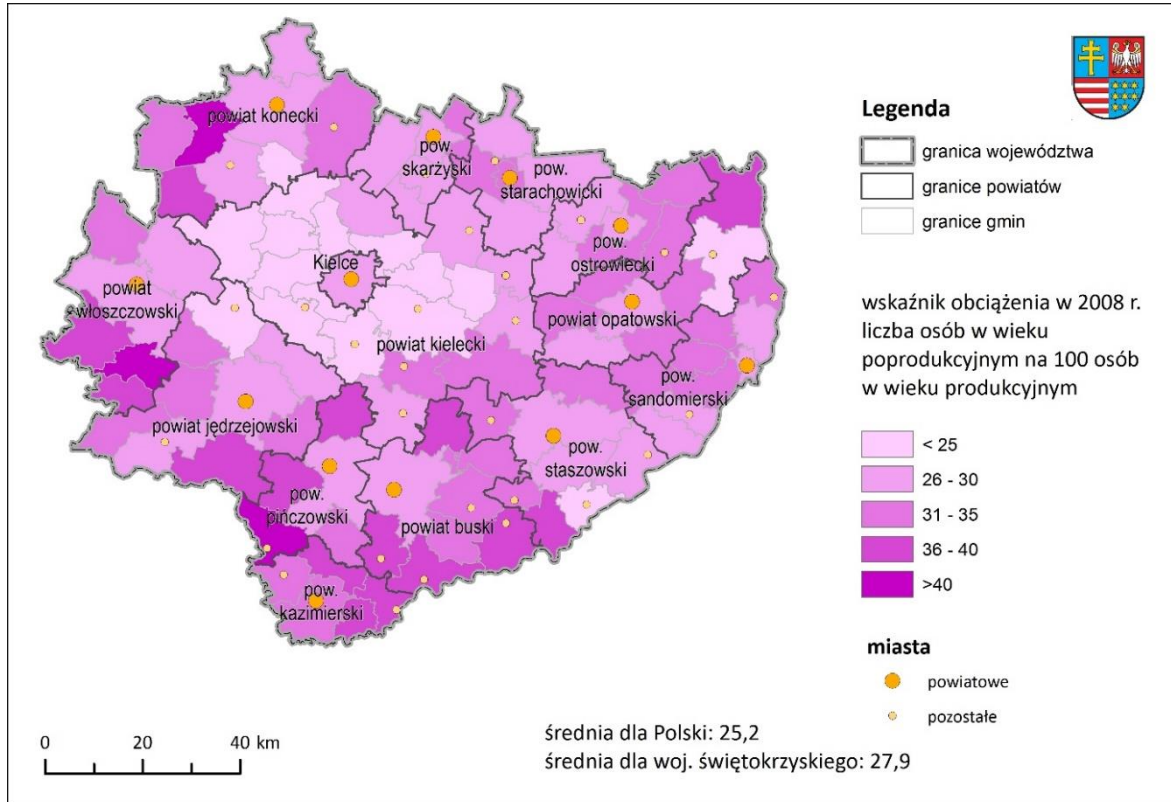 powiat konecki
pow.
skarżyski
pow.
starachowicki
pow.
ostrowiecki
Kielce
powiat
włoszczowski
powiat opatowski
powiat kielecki
pow.
sandomierski
powiat jędrzejowski
pow.
staszowski
pow.
pińczowski
powiat buski
pow.
kazimierski
0 20 40 km
średnia dla Polski: 25,2
średnia dla woj. świętokrzyskiego: 27,9
Legenda
granica województwa
granice powiatów
granice gmin
wskaźnik obciążenia w 2008 r.
liczba osób w wieku
poprodukcyjnym na 100 osób
w wieku produkcyjnym
< 25
26 - 30
31 - 35
36 - 40
>40
miasta
powiatowe
pozostałe